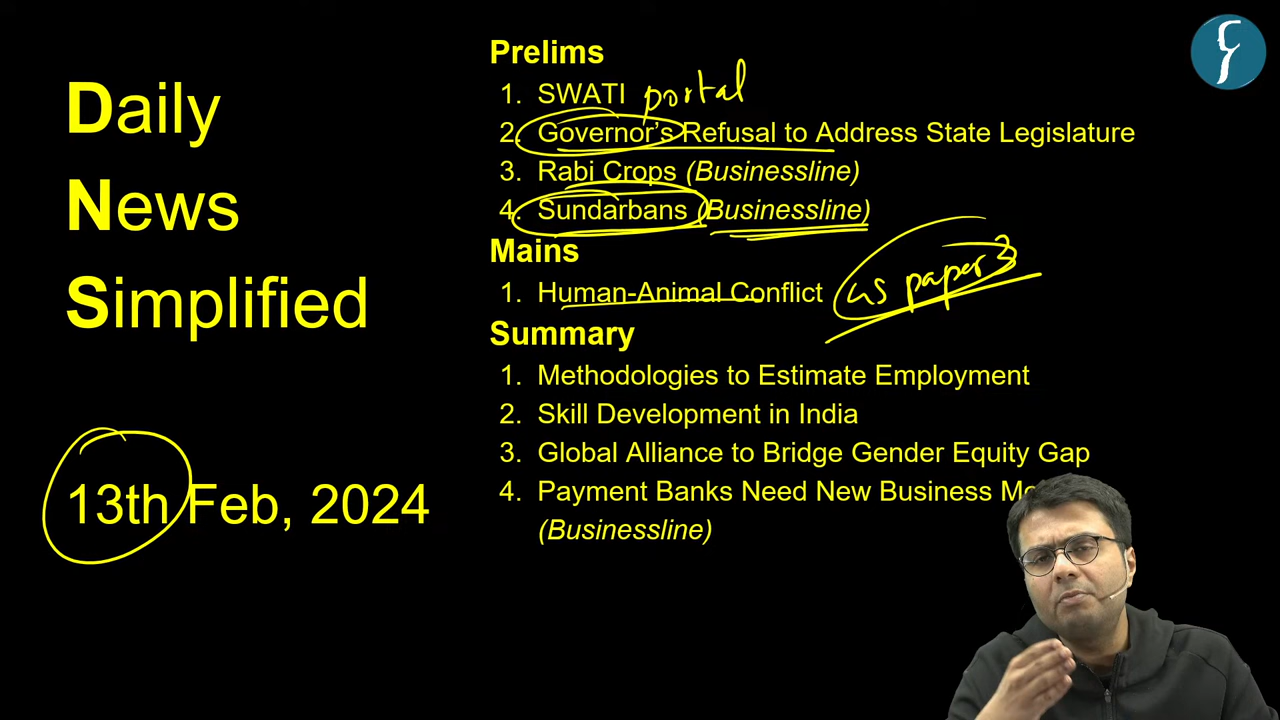 Daily
News
Simplified
13th Feb, 2024
Prelims
1. SWATI portal
2. Governor's Refusal to Address State Legislature
3. Rabi Crops (Businessline)
4. Sundarbans (Businessline)
Mains
1. Human-Animal Conflict GS paper 3
Summary
1. Methodologies to Estimate Employment
2. Skill Development in India
3. Global Alliance to Bridge Gender Equity Gap
4. Payment Banks Need New Business
(Businessline)